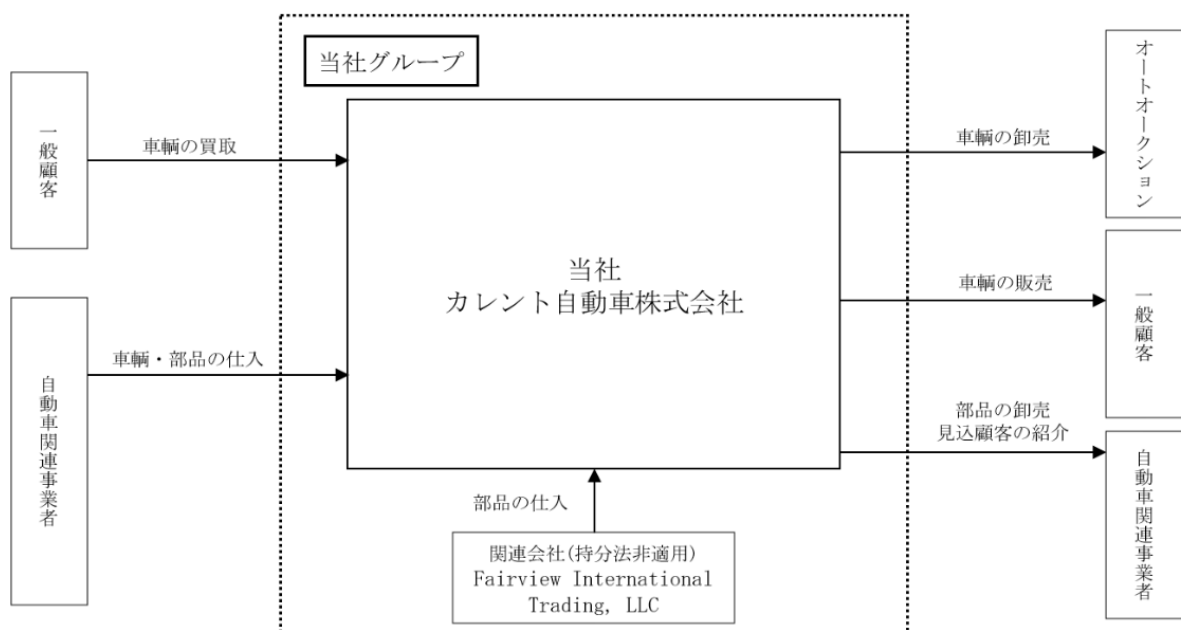 当社グループ
一般顧客
車輌の買取
自動車関連事業者
車輌・部品の仕入
当社
カレント自動車株式会社
部品の仕入
関連会社(持分法非適用)
Fairview International
Trading, LLC
車輌の卸売
オートオークション
車輌の販売
一般顧客
部品の卸売
見込顧客の紹介
自動車関連事業者